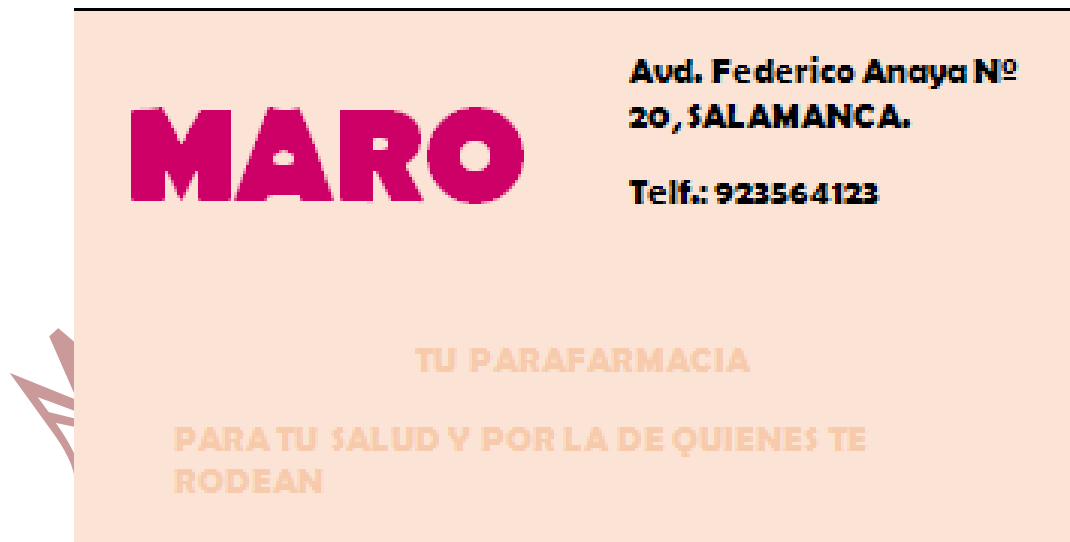 MARO
Avd. Federico Anaya Nº
20, SALAMANCA.
Telf.: 923564123
TU PARAFARMACIA
PARA TU SALUD Y POR LA DE QUIENES TE
RODEAN